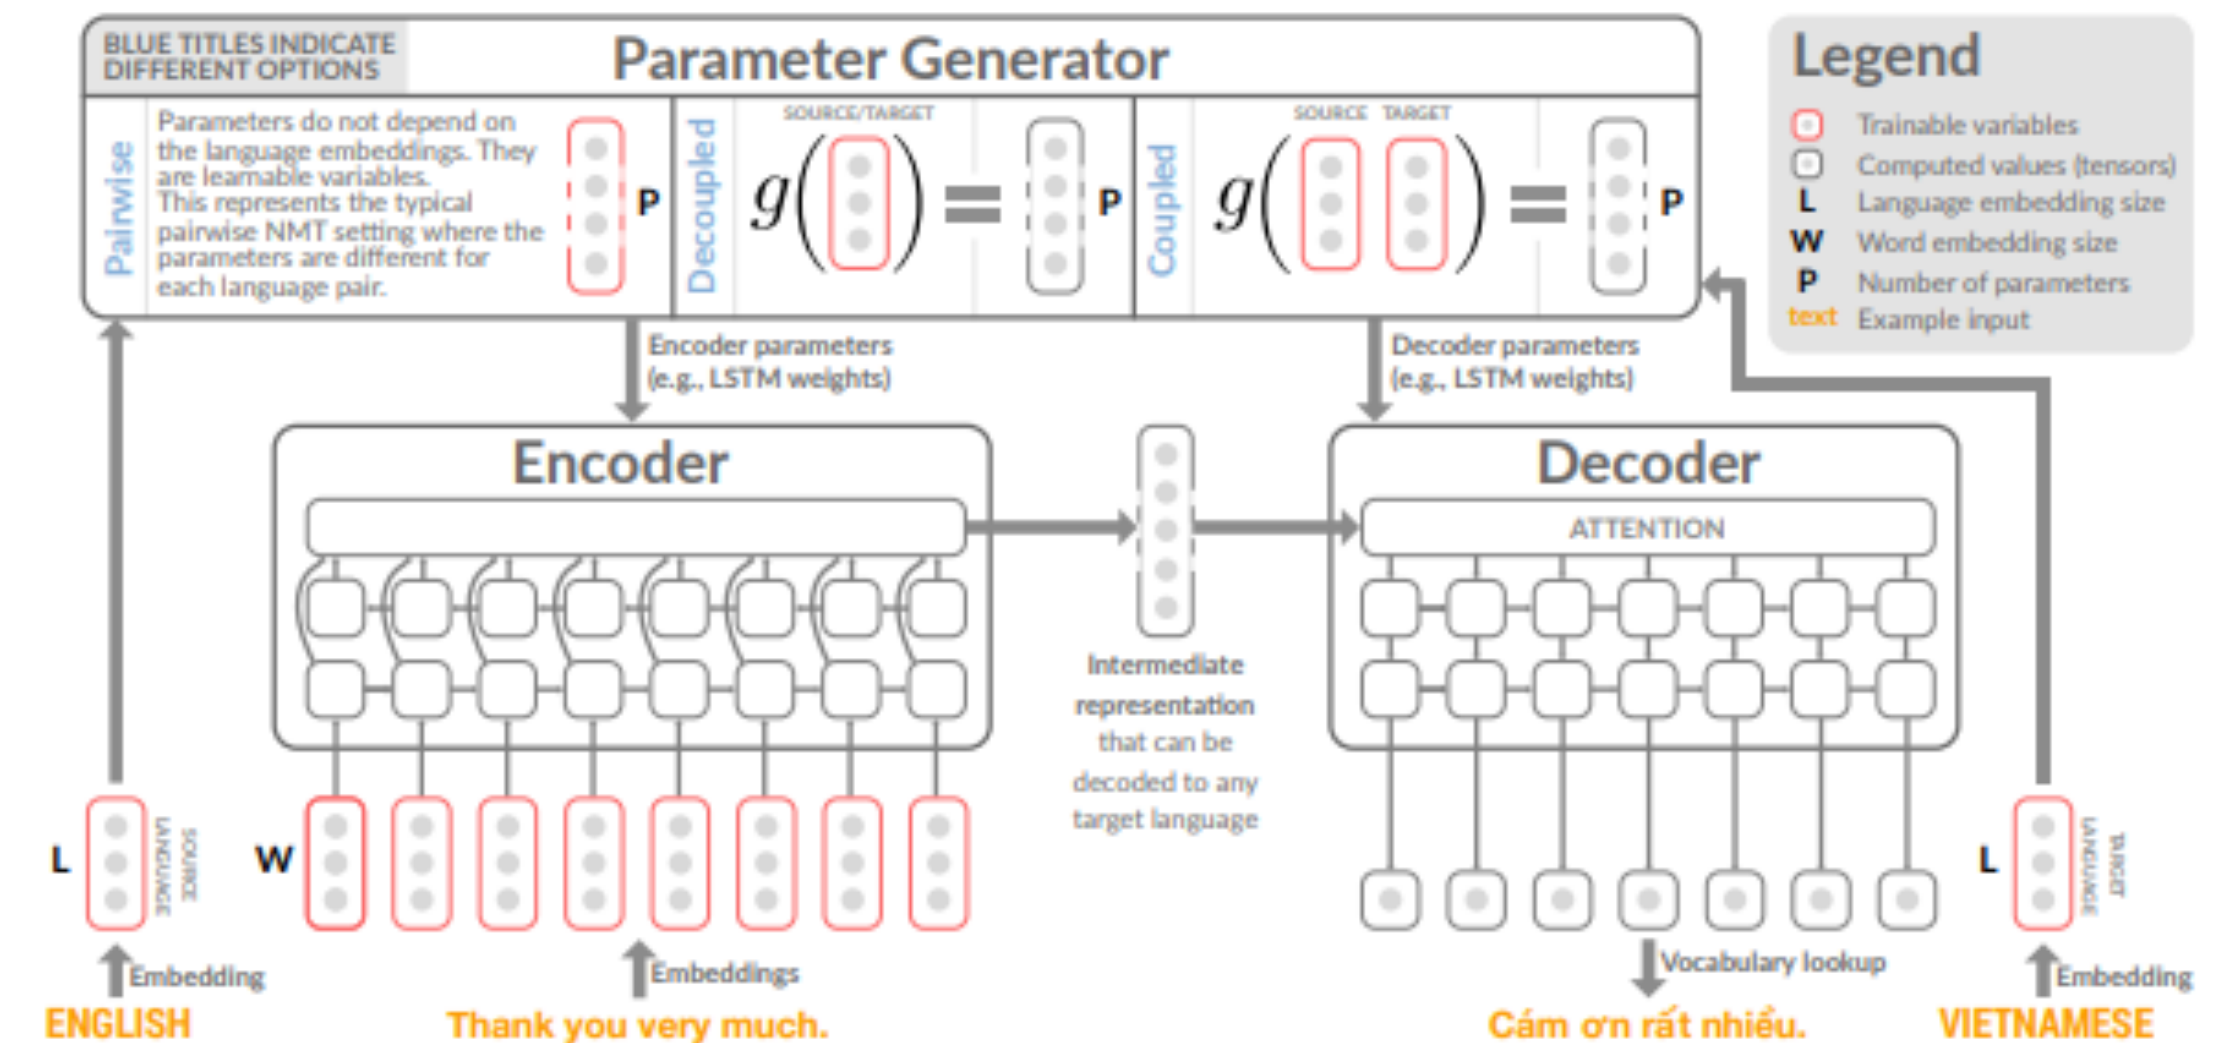 BLUE TITLES INDICATE
DIFFERENT OPTIONS
Parameter Generator
Pairwise
Parameters do not depend on
the language embeddings. They
are learnable variables.
This represents the typical
pairwise NMT setting where the
parameters are different for
each language pair.
P
Decoupled
SOURCE/TARGET
g( ) =
P
Coupled
SOURCE TARGET
g( ) =
P
Legend
Trainable variables
Computed values (tensors)
L Language embedding size
W Word embedding size
P Number of parameters
text Example input
Encoder parameters
(e.g., LSTM weights)
Decoder parameters
(e.g., LSTM weights)
Encoder
Decoder
ATTENTION
Intermediate
representation
that can be
decoded to any
target language
L
SOURCE
LANGUAGE
W
L
TARGET
LANGUAGE
Embedding
Embeddings
Vocabulary lookup
Embedding
ENGLISH
Thank you very much.
Cám ơn rất nhiều.
VIETNAMESE